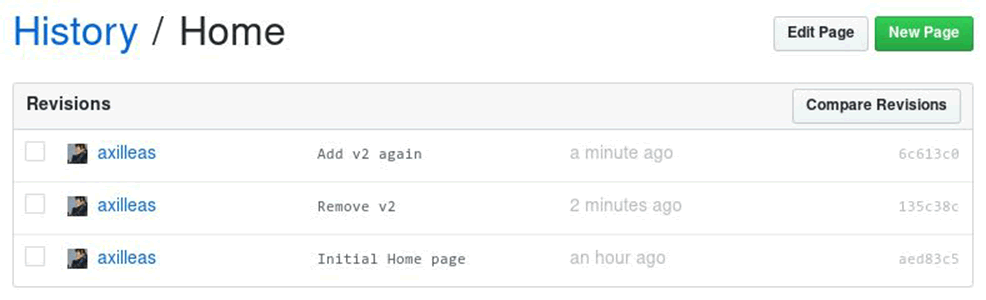 History / Home
Edit Page New Page
Revisions Compare Revisions
axilleas Add v2 again a minute ago 6c613c0
axilleas Remove v2 2 minutes ago 135c38c
axilleas Initial Home page an hour ago aed83c5